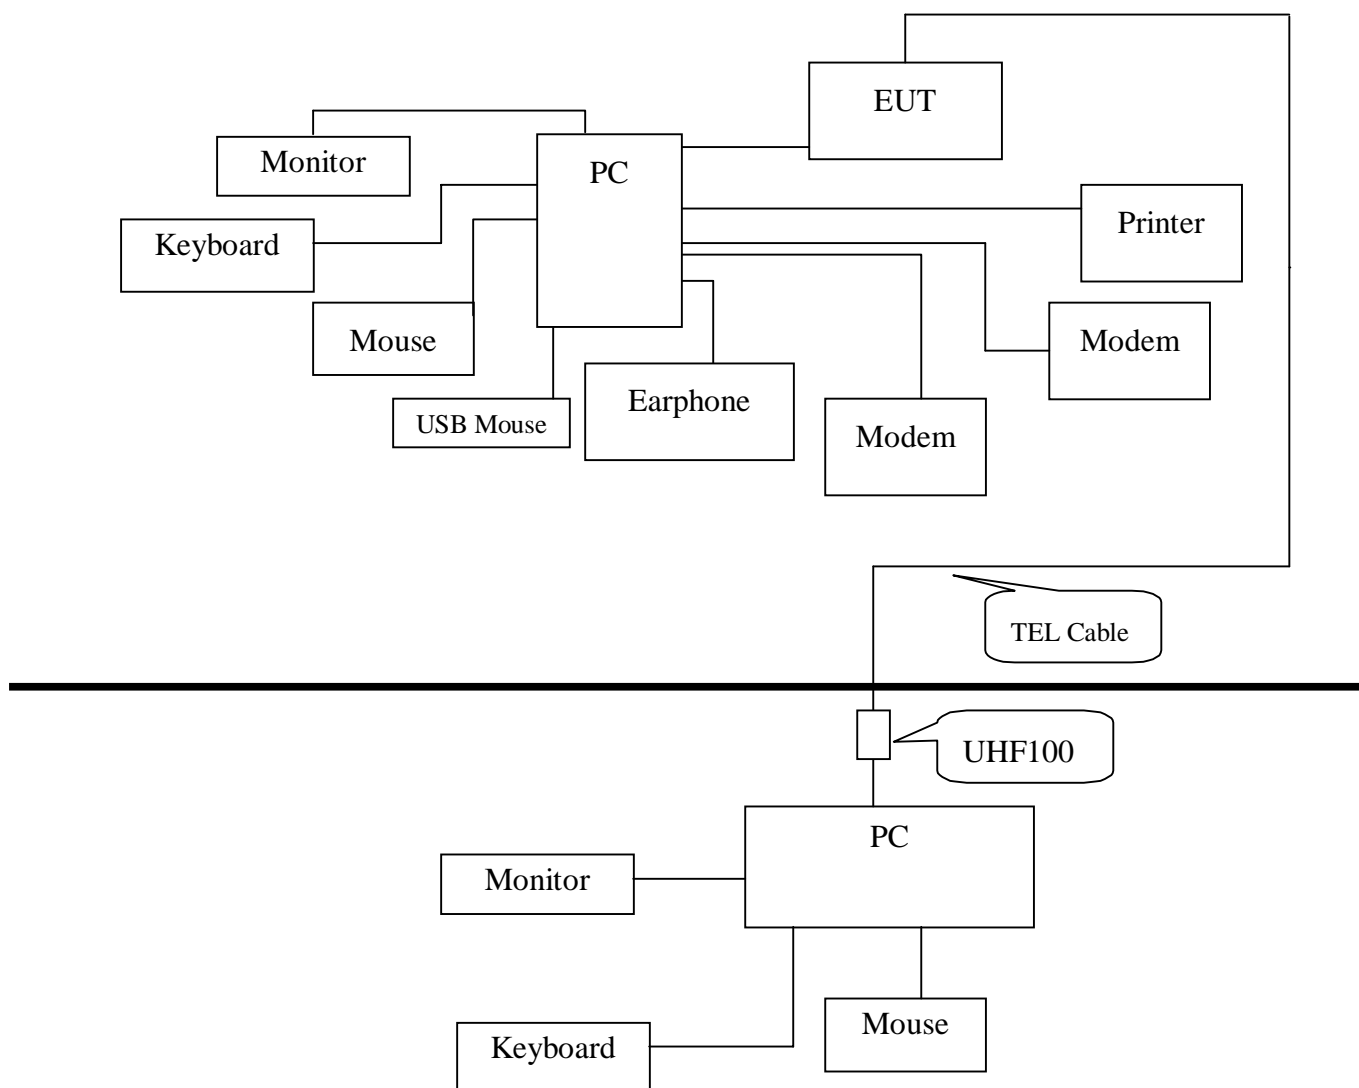 EUT
Monitor
PC
Printer
Keyboard
Mouse
Modem
Earphone
USB Mouse
Modem
TEL Cable
UHF100
PC
Monitor
Mouse
Keyboard